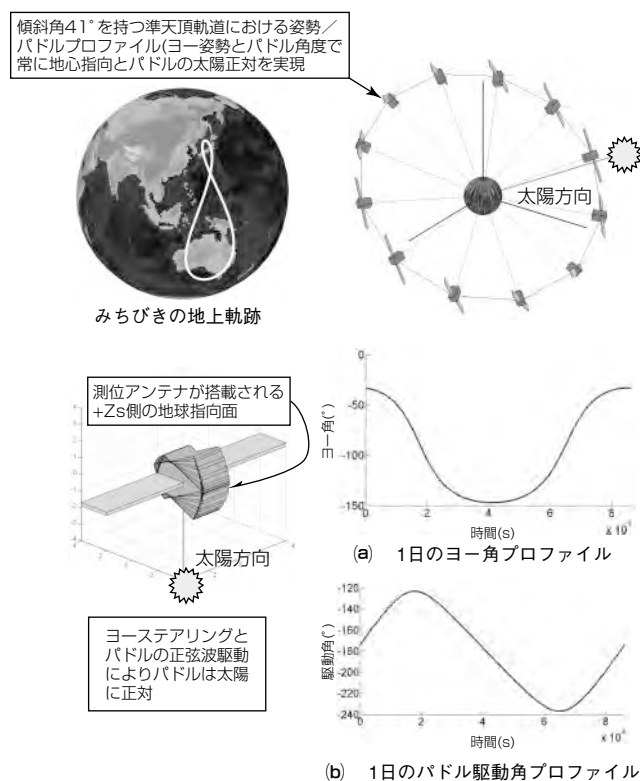 傾斜角41°を持つ準天頂軌道における姿勢／
パドルプロファイル(ヨー姿勢とパドル角度で
常に地心指向とパドルの太陽正対を実現
太陽方向
みちびきの地上軌跡
測位アンテナが搭載される
+Zs側の地球指向面
太陽方向
ヨーステアリングと
パドルの正弦波駆動
によりパドルは太陽
に正対
0
-50
-100
-150
ヨー角(°)
0 2 4 6 8
時間(s)
x 10⁴
(a) 1日のヨー角プロファイル
-120
-140
-160
-180
-200
-220
-240
駆動角(°)
0 2 4 6 8
時間(s)
x 10⁴
(b) 1日のパドル駆動角プロファイル